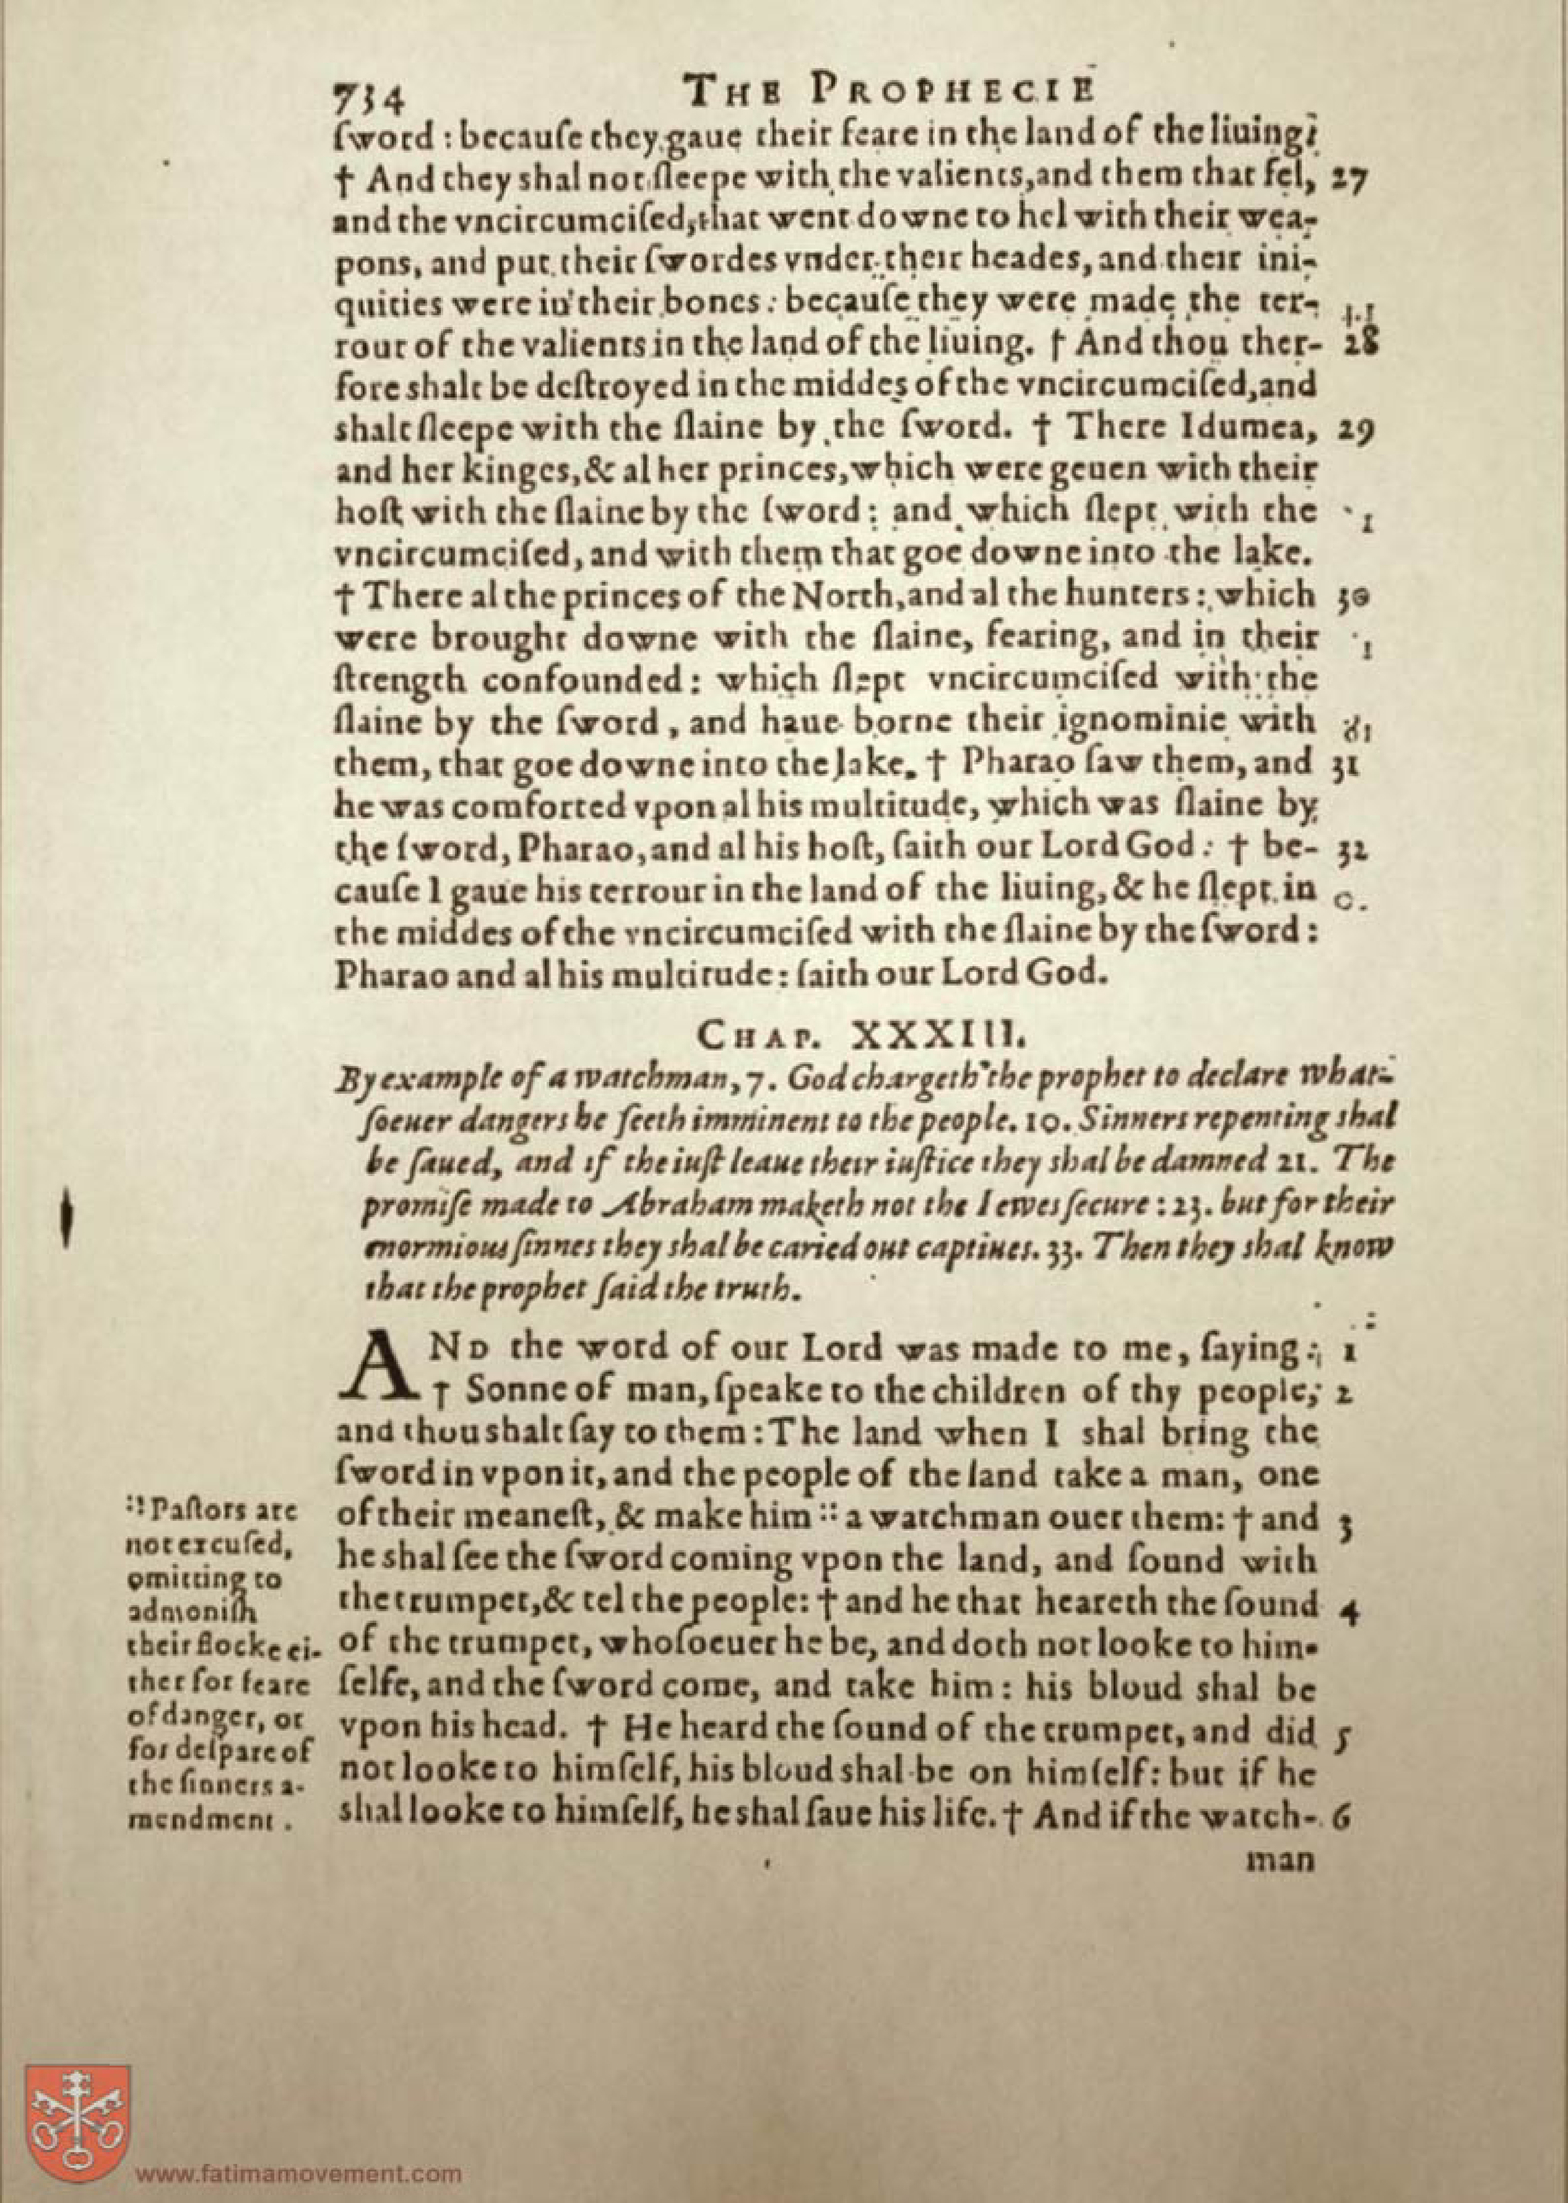 734 THE PROPHECIE
ſword : becauſe they gaue their feare in the land of the liuing:
† And they shal not ſleepe with the valients, and them that fel, 27
and the vncircumciſed, that went downe to hel with their wea-
pons, and put their ſwordes vnder their heades, and their ini-
quities were in their bones : becauſe they were made the ter-
rour of the valients in the land of the liuing. † And thou ther- 28
fore shalt be deſtroyed in the middes of the vncircumciſed, and
shalt ſleepe with the ſlaine by the ſword. † There Idumea, 29
and her kinges, & al her princes, which were geuen with their
hoſt with the ſlaine by the ſword : and which ſlept with the
vncircumciſed, and with them that goe downe into the lake.
† There al the princes of the North, and al the hunters : which 30
were brought downe with the ſlaine, fearing, and in their
ſtrength confounded : which ſlept vncircumciſed with the
ſlaine by the ſword , and haue borne their ignominie with
them, that goe downe into the lake. † Pharao ſaw them, and 31
he was comforted vpon al his multitude, which was ſlaine by
the ſword, Pharao, and al his hoſt, ſaith our Lord God : † be- 32
cauſe I gaue his terrour in the land of the liuing, & he ſlept in
the middes of the vncircumciſed with the ſlaine by the ſword :
Pharao and al his multitude : ſaith our Lord God.
CHAP. XXXIII.
By example of a watchman, 7. God chargeth the prophet to declare what-
ſoeuer dangers he ſeeth imminent to the people. 10. Sinners repenting shal
be ſaued, and if the iuſt leaue their iuſtice they shal be damned 21. The
promiſe made to Abraham maketh not the Iewes ſecure : 23. but for their
enormious ſinnes they shal be caried out captiues. 33. Then they shal know
that the prophet ſaid the truth.
AND the word of our Lord was made to me, ſaying : 1
† Sonne of man, ſpeake to the children of thy people, 2
and thou shalt ſay to them : The land when I shal bring the
ſword in vpon it, and the people of the land take a man, one
of their meaneſt, & make him :: a watchman ouer them : † and 3
he shal ſee the ſword coming vpon the land, and ſound with
the trumpet, & tel the people : † and he that heareth the ſound 4
of the trumpet, whoſoeuer he be, and doth not looke to him-
ſelfe, and the ſword come, and take him : his bloud shal be
vpon his head. † He heard the ſound of the trumpet, and did 5
not looke to himſelf, his bloud shal be on himſelf : but if he
shal looke to himſelf, he shal ſaue his life. † And if the watch- 6
man
:: Paſtors are
not excuſed,
omitting to
admoniſh
their flocke ei-
ther for feare
of danger, or
for deſpare of
the ſinners a-
mendment .
www.fatimamovement.com